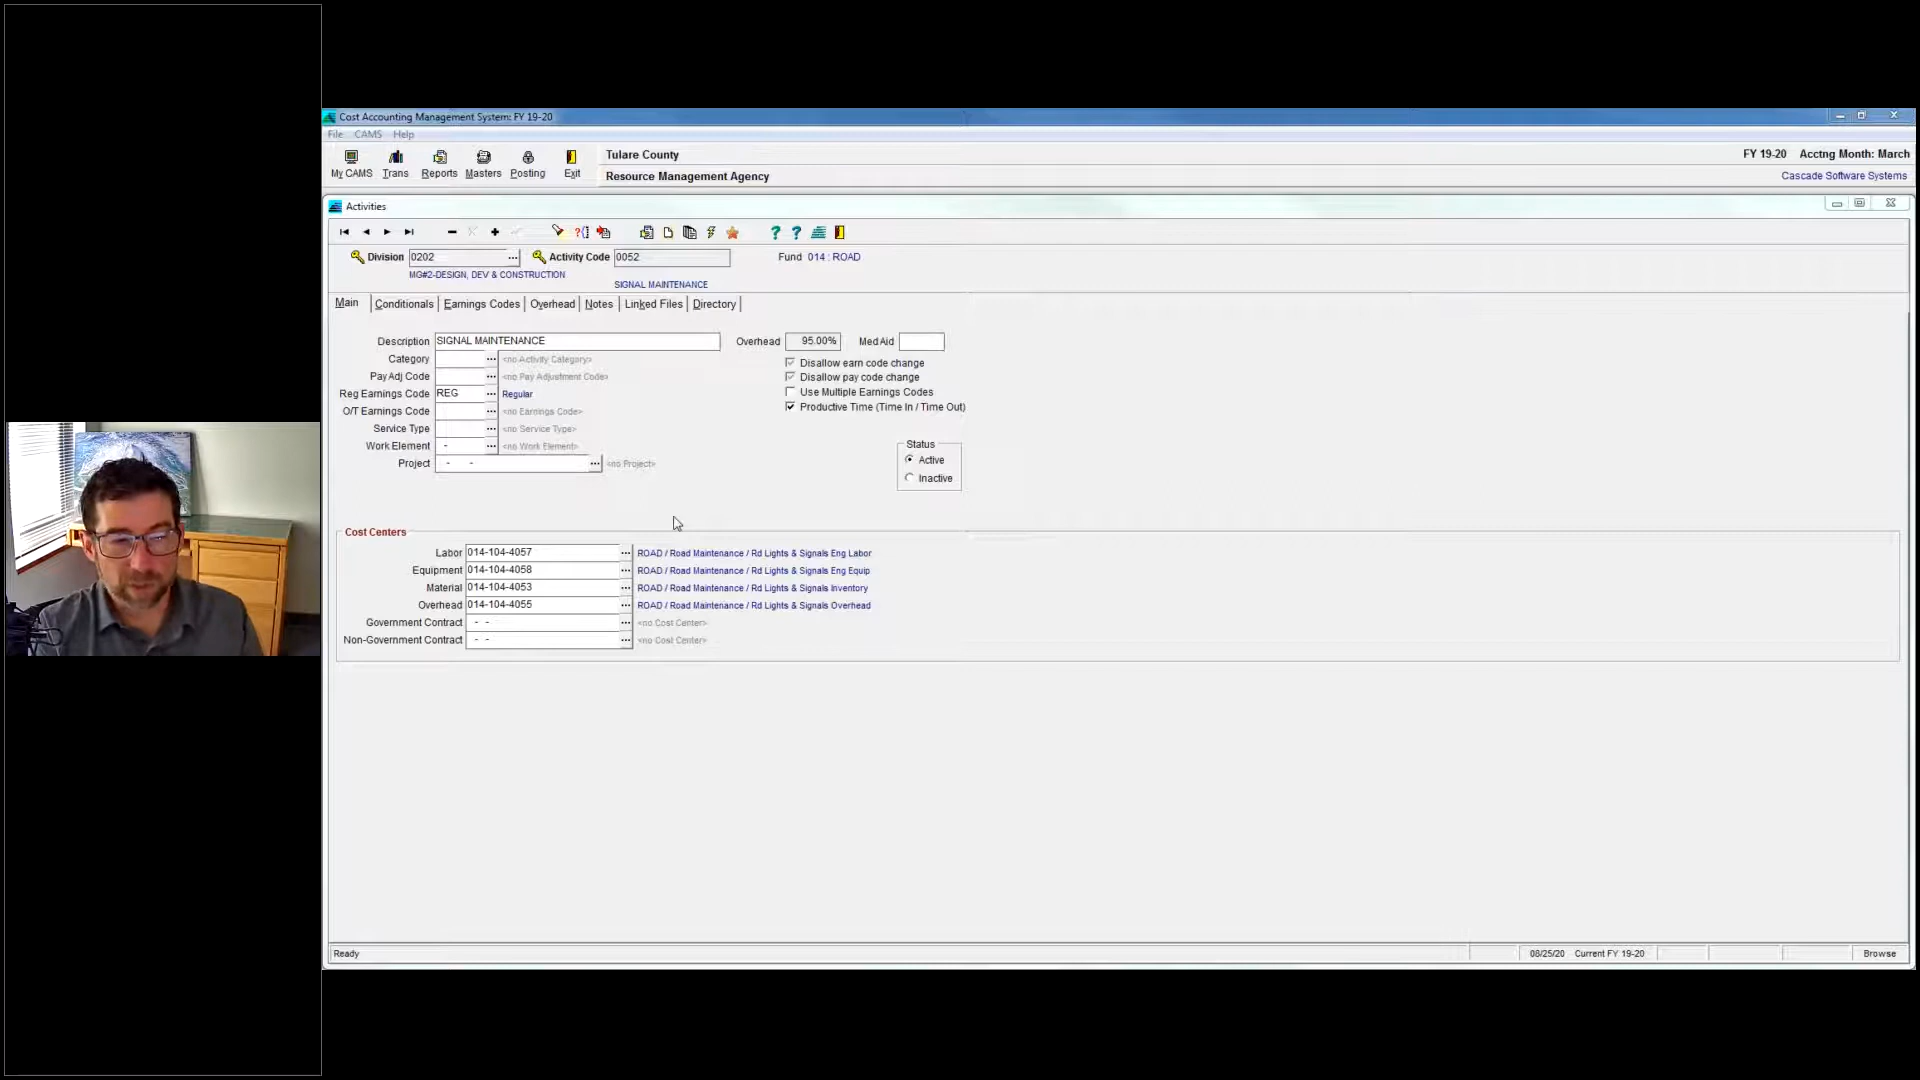 Cost Accounting Management System: FY 19-20
File CAMS Help
My CAMS Trans Reports Masters Posting Exit
Tulare County
Resource Management Agency
FY 19-20 Acctng Month: March
Cascade Software Systems
Activities
Division 0202 ... Activity Code 0052 Fund 014 : ROAD
MG#2-DESIGN, DEV & CONSTRUCTION
SIGNAL MAINTENANCE
Main Conditionals Earnings Codes Overhead Notes Linked Files Directory
Description SIGNAL MAINTENANCE Overhead 95.00% Med Aid
Category ... <no Activity Category> Disallow earn code change
Pay Adj Code ... <no Pay Adjustment Code> Disallow pay code change
Reg Earnings Code REG ... Regular Use Multiple Earnings Codes
O/T Earnings Code ... <no Earnings Code> Productive Time (Time In / Time Out)
Service Type ... <no Service Type>
Work Element - ... <no Work Element>
Project - - ... <no Project>
Status
Active
Inactive
Cost Centers
Labor 014-104-4057 ... ROAD / Road Maintenance / Rd Lights & Signals Eng Labor
Equipment 014-104-4058 ... ROAD / Road Maintenance / Rd Lights & Signals Eng Equip
Material 014-104-4053 ... ROAD / Road Maintenance / Rd Lights & Signals Inventory
Overhead 014-104-4055 ... ROAD / Road Maintenance / Rd Lights & Signals Overhead
Government Contract - - ... <no Cost Center>
Non-Government Contract - - ... <no Cost Center>
Ready 08/25/20 Current FY 19-20 Browse